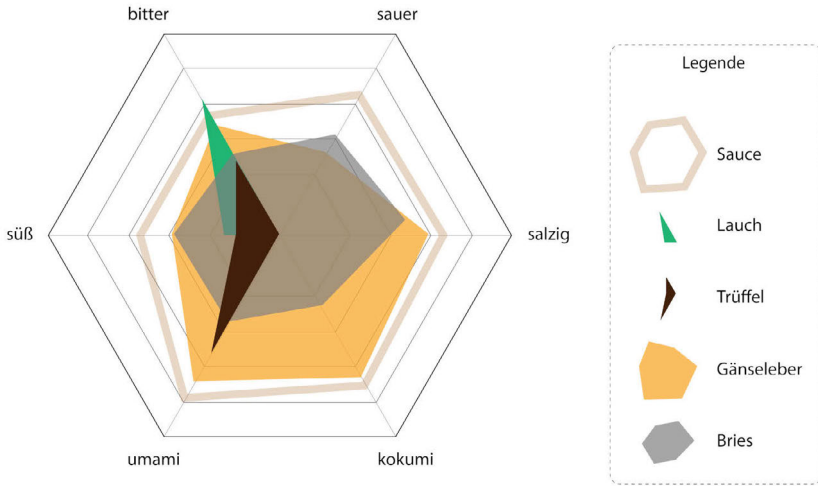 bitter
sauer
süß
salzig
umami
kokumi
Legende
Sauce
Lauch
Trüffel
Gänseleber
Bries